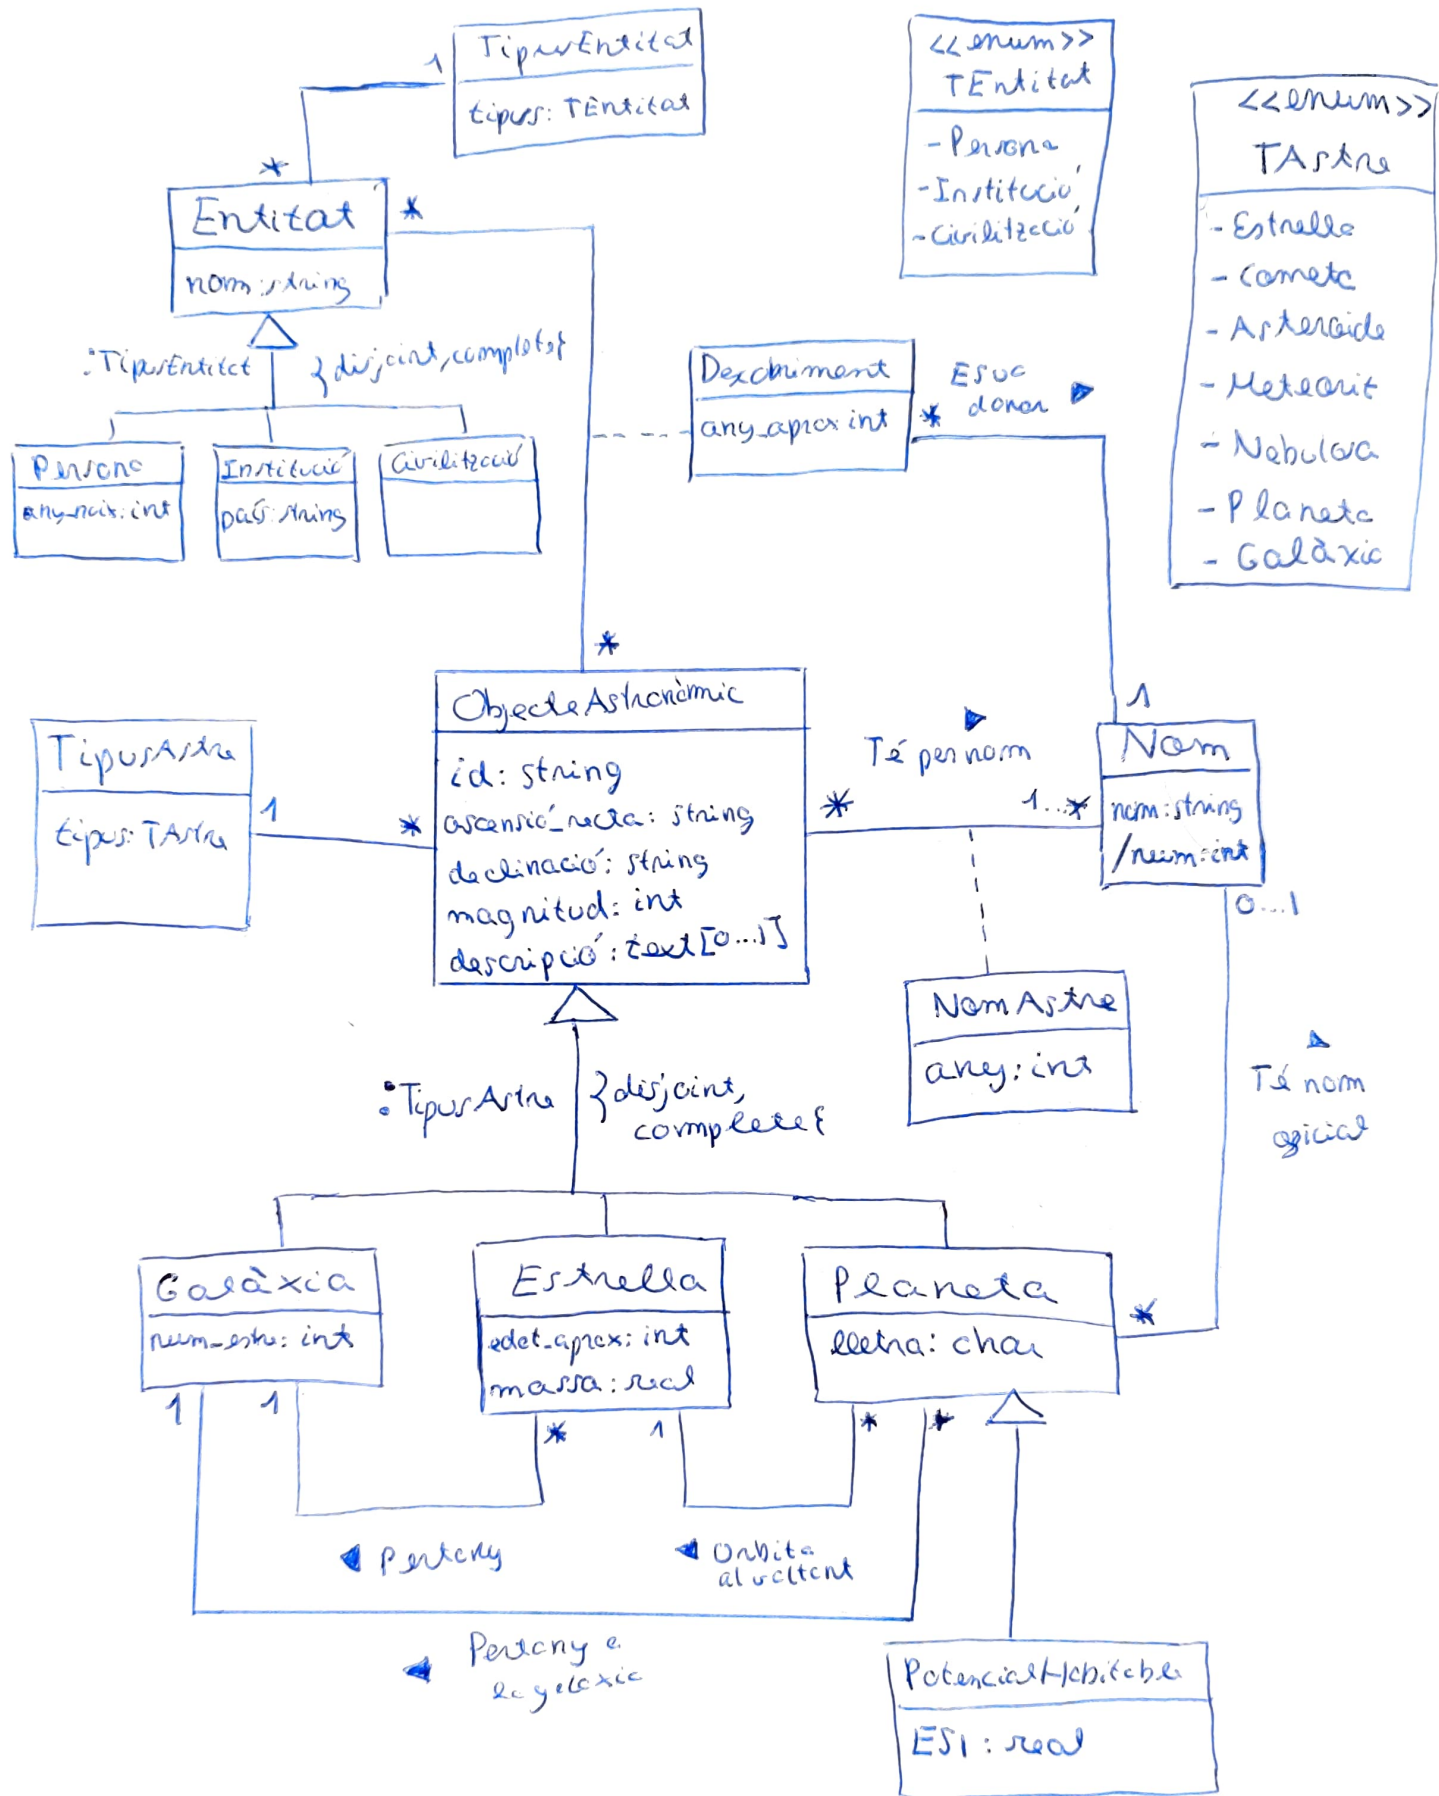 TipusEntitat
tipus: TEntitat
1
*
Entitat
nom: string
*
:TipusEntitat
{disjoint, complete}
Persona
any_naix: int
Institució
país: string
Civilització
<<enum>>
TEntitat
- Persona
- Institució
- Civilització
<<enum>>
TAstre
- Estrella
- Cometa
- Asteroide
- Meteorit
- Nebulosa
- Planeta
- Galàxia
Descobriment
any_aprox int
*
Es va
donar
1
*
ObjecteAstronòmic
id: string
ascensió_recta: string
declinació: string
magnitud: int
descripció: text[0...1]
TipusAstre
tipus: TAstre
1
*
Té per nom
*
1...*
Nom
nom: string
/num: int
0...1
NomAstre
any: int
Té nom
oficial
:TipusAstre
{disjoint,
complete}
Galàxia
num_estre: int
Estrella
edat_aprox: int
massa: real
Planeta
lletra: char
*
1
1
*
1
*
*
Pertany
Orbita
al voltant
Pertany a
la galàxia
PotencialHabitable
ESI: real